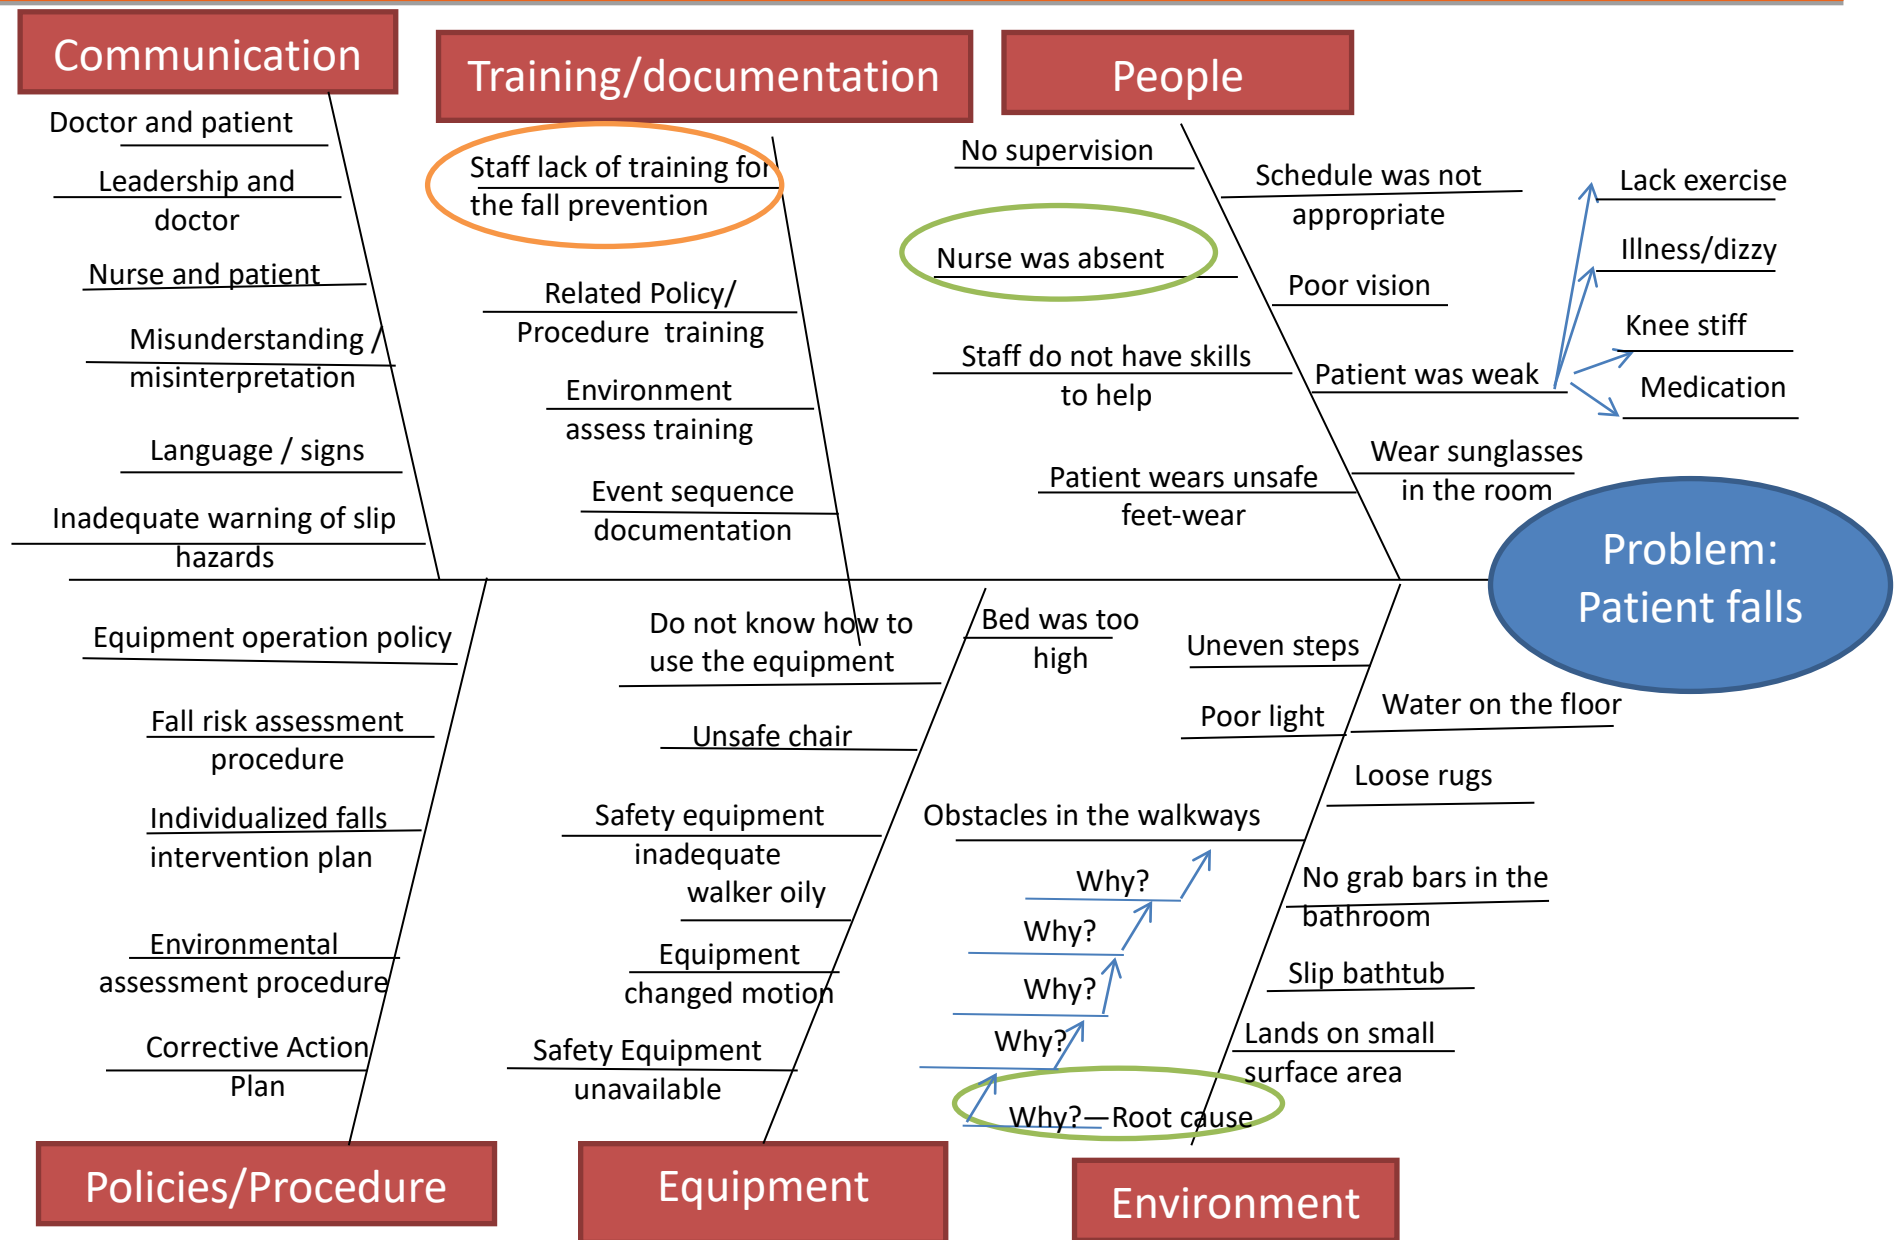 Communication
Training/documentation
People
Doctor and patient
Leadership and
doctor
Nurse and patient
Misunderstanding /
misinterpretation
Language / signs
Inadequate warning of slip
hazards
Staff lack of training for
the fall prevention
Related Policy/
Procedure training
Environment
assess training
Event sequence
documentation
No supervision
Nurse was absent
Staff do not have skills
to help
Patient wears unsafe
feet-wear
Schedule was not
appropriate
Poor vision
Patient was weak
Wear sunglasses
in the room
Lack exercise
Illness/dizzy
Knee stiff
Medication
Problem:
Patient falls
Equipment operation policy
Fall risk assessment
procedure
Individualized falls
intervention plan
Environmental
assessment procedure
Corrective Action
Plan
Do not know how to
use the equipment
Unsafe chair
Safety equipment
inadequate
walker oily
Equipment
changed motion
Safety Equipment
unavailable
Bed was too
high
Uneven steps
Poor light
Obstacles in the walkways
Why?
Why?
Why?
Why?
Why?—Root cause
Water on the floor
Loose rugs
No grab bars in the
bathroom
Slip bathtub
Lands on small
surface area
Policies/Procedure
Equipment
Environment